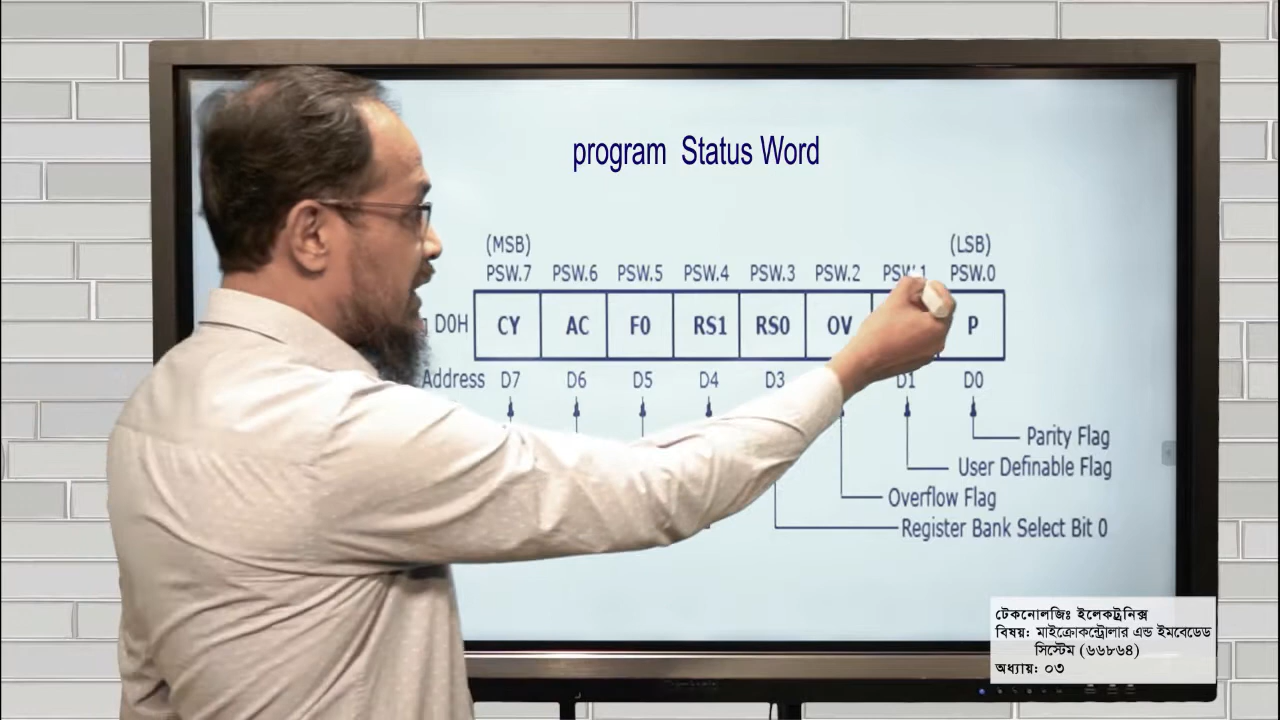 program Status Word
(MSB) (LSB)
PSW.7 PSW.6 PSW.5 PSW.4 PSW.3 PSW.2 PSW.1 PSW.0
D0H CY AC F0 RS1 RS0 OV P
Address D7 D6 D5 D4 D3 D1 D0
Parity Flag
User Definable Flag
Overflow Flag
Register Bank Select Bit 0
টেকনোলজিঃ ইলেকট্রনিক্স
বিষয়: মাইক্রোকন্ট্রোলার এন্ড ইমবেডেড
সিস্টেম (৬৬৮৬৪)
অধ্যায়: ০৩